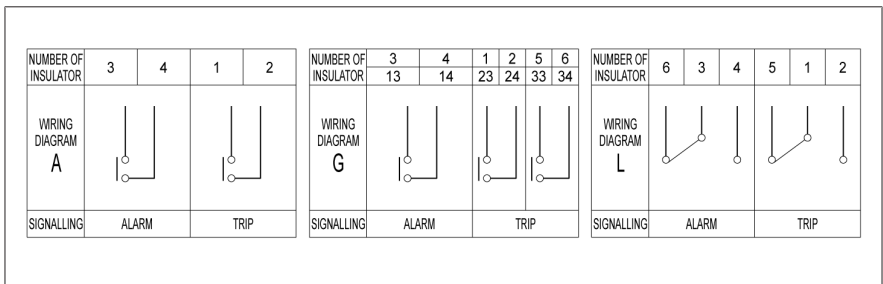 NUMBER OF INSULATOR 3 4 1 2
WIRING DIAGRAM A
SIGNALLING ALARM TRIP
NUMBER OF INSULATOR 3 4 1 2 5 6
13 14 23 24 33 34
WIRING DIAGRAM G
SIGNALLING ALARM TRIP
NUMBER OF INSULATOR 6 3 4 5 1 2
WIRING DIAGRAM L
SIGNALLING ALARM TRIP